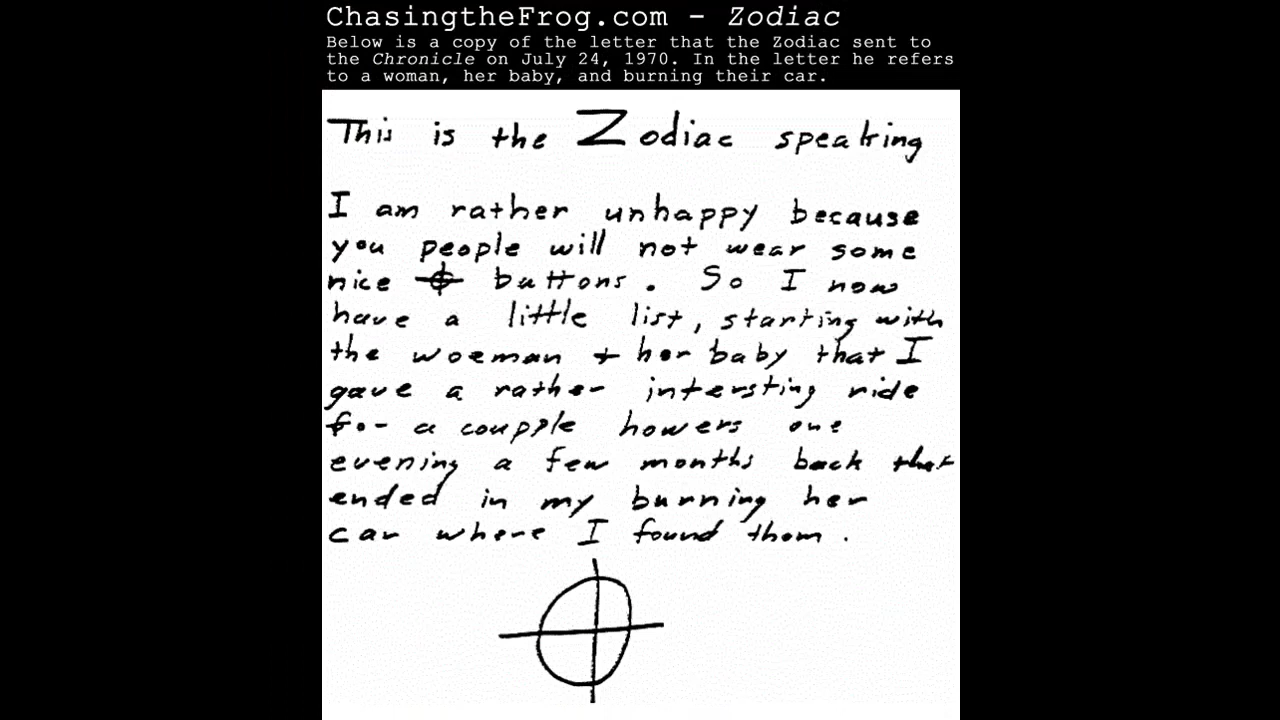 ChasingtheFrog.com - Zodiac
Below is a copy of the letter that the Zodiac sent to
the Chronicle on July 24, 1970. In the letter he refers
to a woman, her baby, and burning their car.
This is the Zodiac speaking
I am rather unhappy because
you people will not wear some
nice ⌖ buttons. So I now
have a little list, starting with
the woeman + her baby that I
gave a rather intersting ride
for a coupple howers one
evening a few months back that
ended in my burning her
car where I found them.